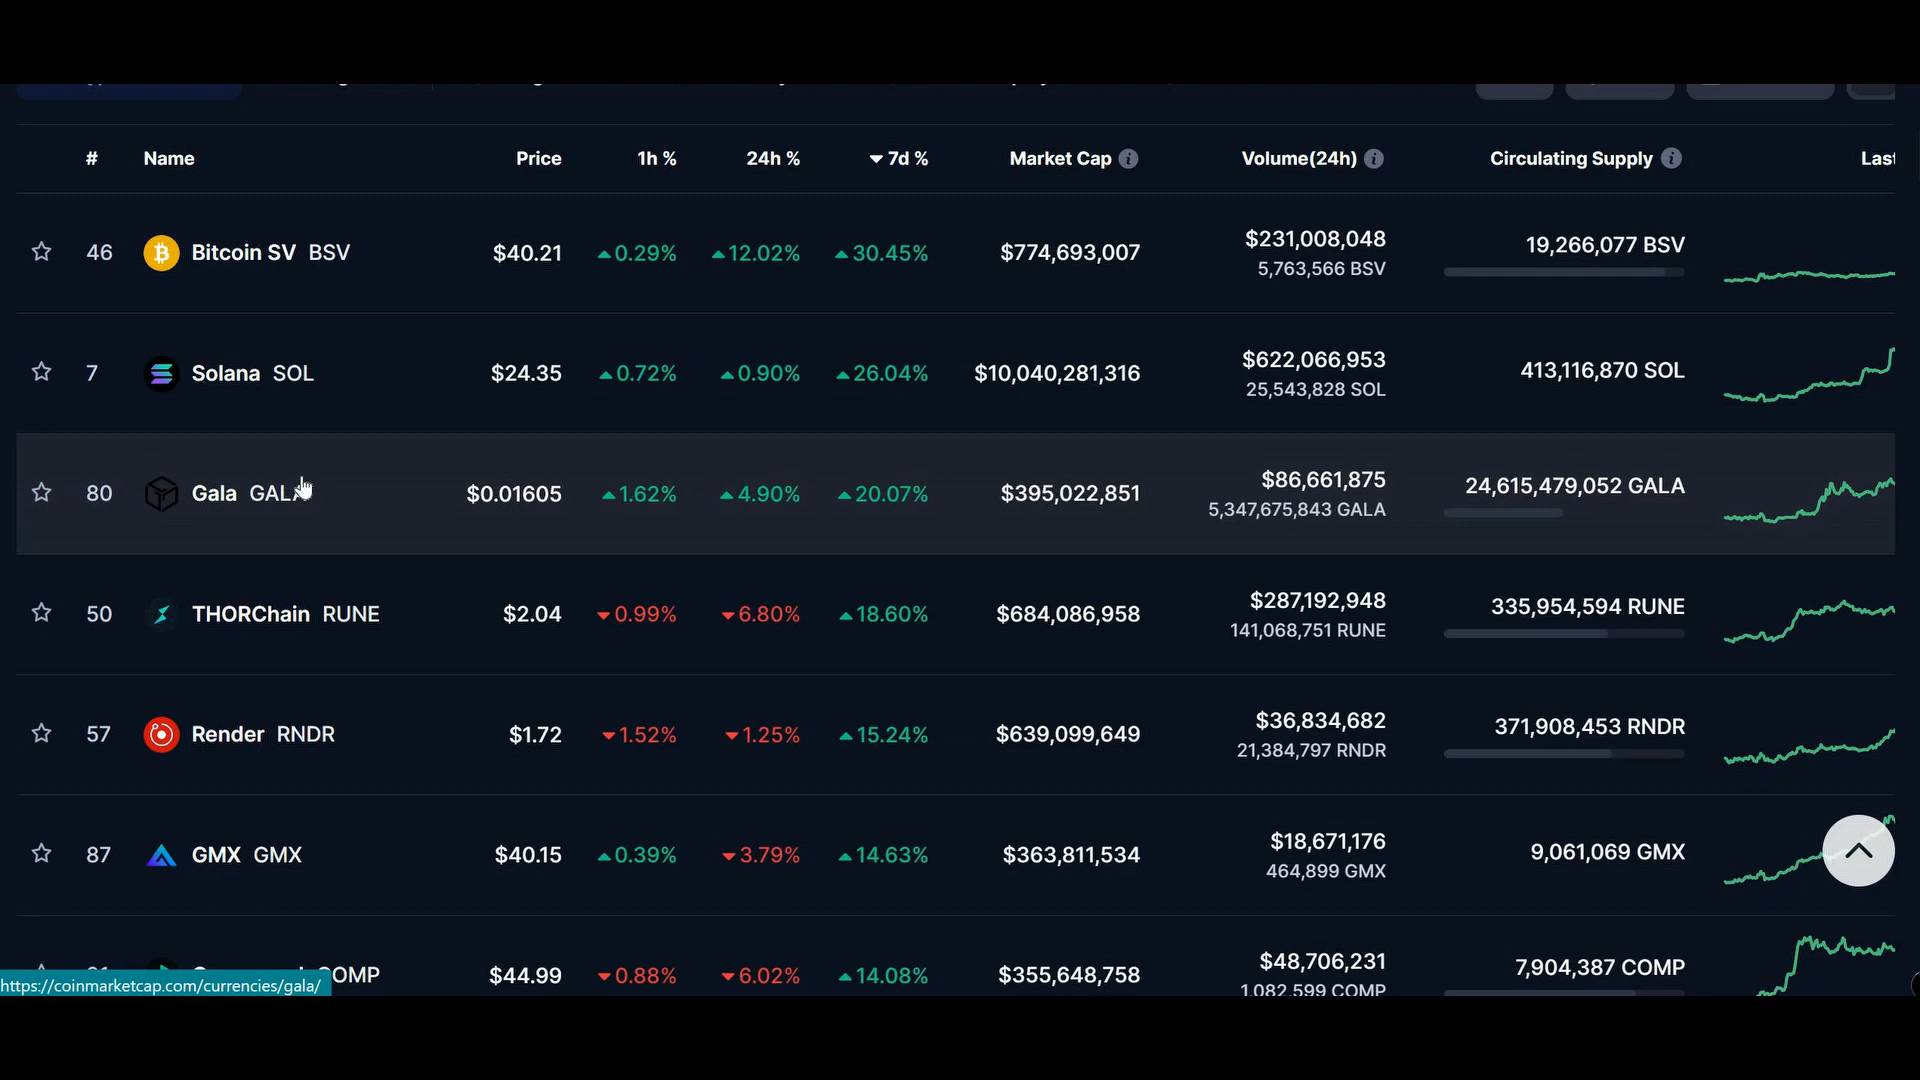 # Name Price 1h % 24h % 7d % Market Cap Volume(24h) Circulating Supply Last
46 Bitcoin SV BSV $40.21 0.29% 12.02% 30.45% $774,693,007 $231,008,048 19,266,077 BSV
5,763,566 BSV
7 Solana SOL $24.35 0.72% 0.90% 26.04% $10,040,281,316 $622,066,953 413,116,870 SOL
25,543,828 SOL
80 Gala GALA $0.01605 1.62% 4.90% 20.07% $395,022,851 $86,661,875 24,615,479,052 GALA
5,347,675,843 GALA
50 THORChain RUNE $2.04 0.99% 6.80% 18.60% $684,086,958 $287,192,948 335,954,594 RUNE
141,068,751 RUNE
57 Render RNDR $1.72 1.52% 1.25% 15.24% $639,099,649 $36,834,682 371,908,453 RNDR
21,384,797 RNDR
87 GMX GMX $40.15 0.39% 3.79% 14.63% $363,811,534 $18,671,176 9,061,069 GMX
464,899 GMX
COMP $44.99 0.88% 6.02% 14.08% $355,648,758 $48,706,231 7,904,387 COMP
1,082,599 COMP
https://coinmarketcap.com/currencies/gala/